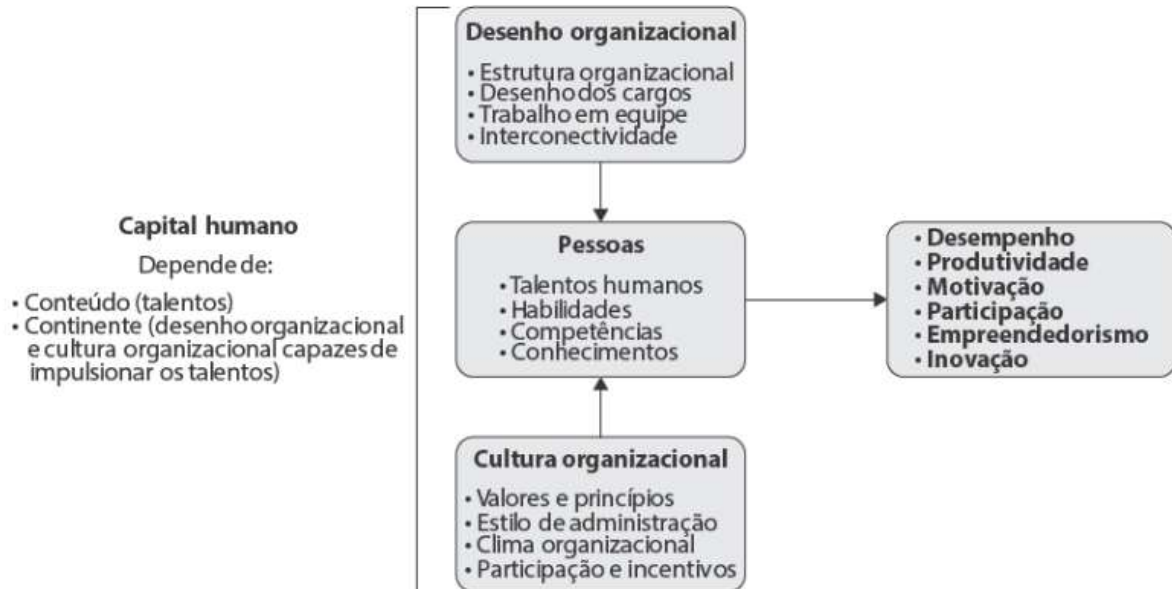 Capital humano
Depende de:
• Conteúdo (talentos)
• Continente (desenho organizacional
e cultura organizacional capazes de
impulsionar os talentos)
Desenho organizacional
• Estrutura organizacional
• Desenho dos cargos
• Trabalho em equipe
• Interconectividade
Pessoas
• Talentos humanos
• Habilidades
• Competências
• Conhecimentos
Cultura organizacional
• Valores e princípios
• Estilo de administração
• Clima organizacional
• Participação e incentivos
• Desempenho
• Produtividade
• Motivação
• Participação
• Empreendedorismo
• Inovação